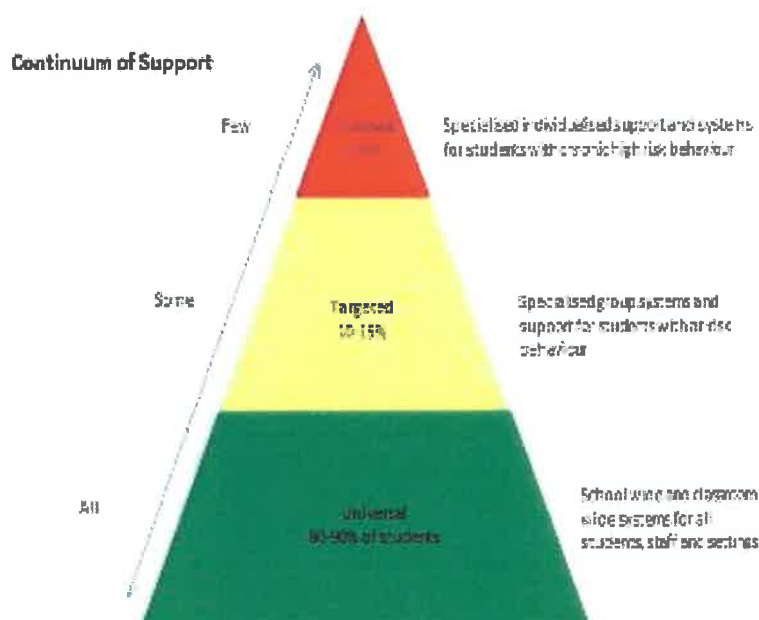 Continuum of Support
Few
Specialised individualised support and systems
for students with chronic high risk behaviour
Some
Targeted
10-15%
Specialised group systems and
support for students with at risk
behaviour
All
Universal
80-90% of students
School wide and classroom
wide systems for all
students, staff and settings